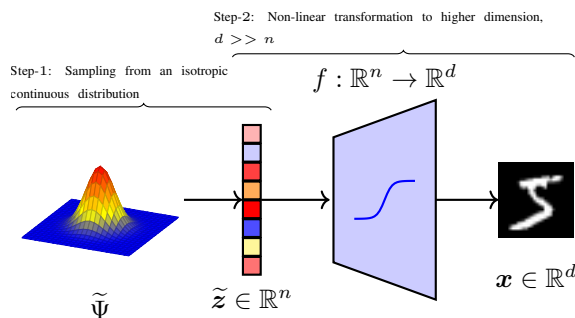 Step-2: Non-linear transformation to higher dimension,
d >> n
Step-1: Sampling from an isotropic
continuous distribution
f : ℝⁿ → ℝᵈ
Ψ̃
z̃ ∈ ℝⁿ
x ∈ ℝᵈ